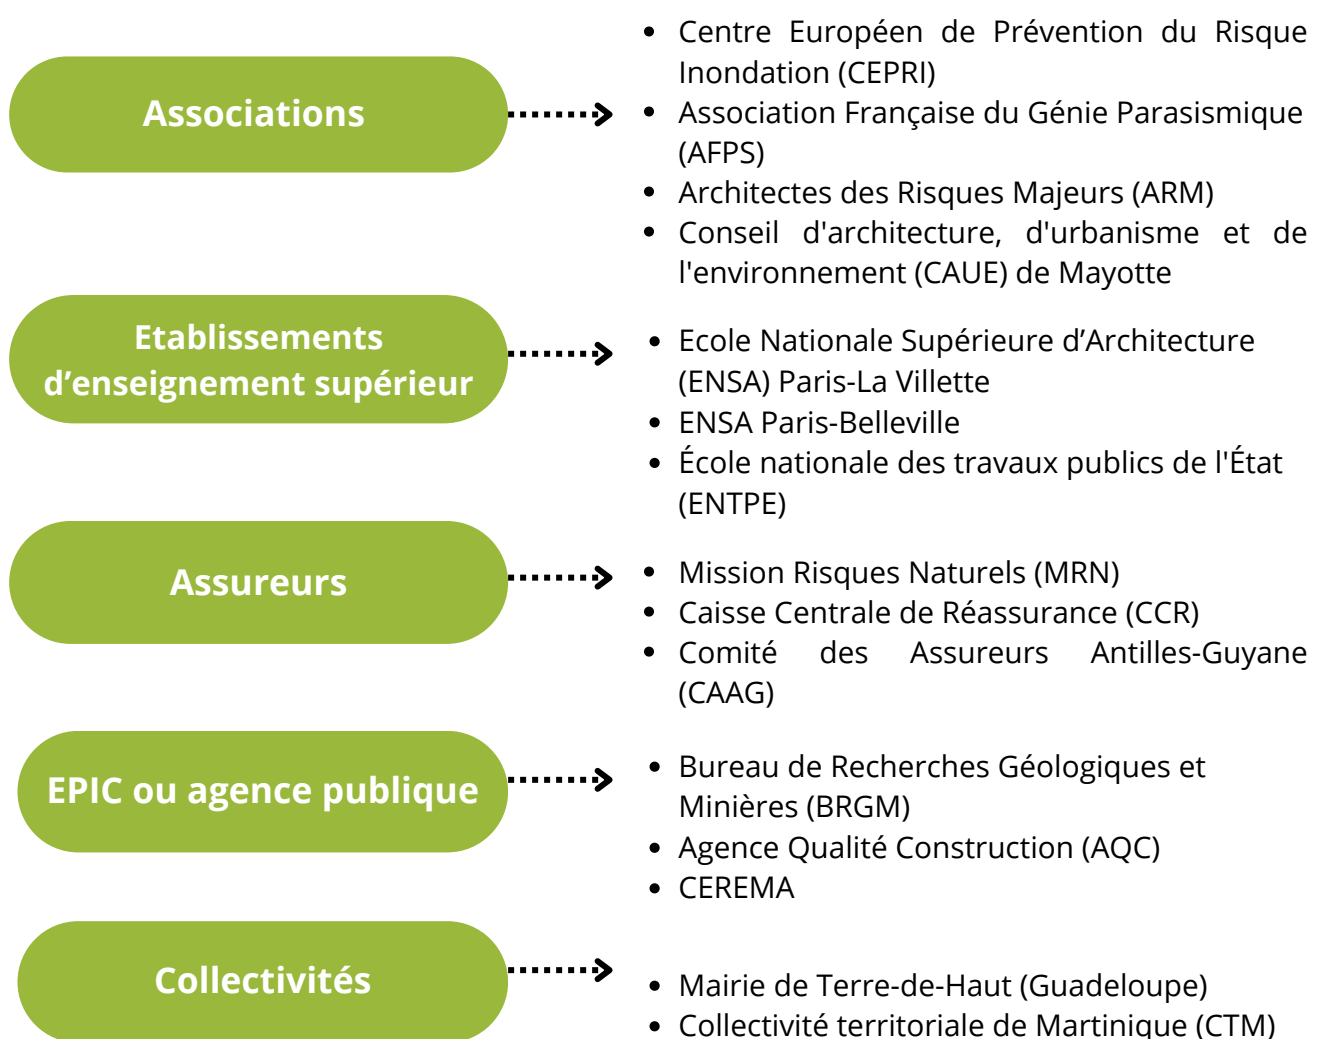 Associations
• Centre Européen de Prévention du Risque
Inondation (CEPRI)
• Association Française du Génie Parasismique
(AFPS)
• Architectes des Risques Majeurs (ARM)
• Conseil d'architecture, d'urbanisme et de
l'environnement (CAUE) de Mayotte
Etablissements
d’enseignement supérieur
• Ecole Nationale Supérieure d’Architecture
(ENSA) Paris-La Villette
• ENSA Paris-Belleville
• École nationale des travaux publics de l'État
(ENTPE)
Assureurs
• Mission Risques Naturels (MRN)
• Caisse Centrale de Réassurance (CCR)
• Comité des Assureurs Antilles-Guyane
(CAAG)
EPIC ou agence publique
• Bureau de Recherches Géologiques et
Minières (BRGM)
• Agence Qualité Construction (AQC)
• CEREMA
Collectivités
• Mairie de Terre-de-Haut (Guadeloupe)
• Collectivité territoriale de Martinique (CTM)